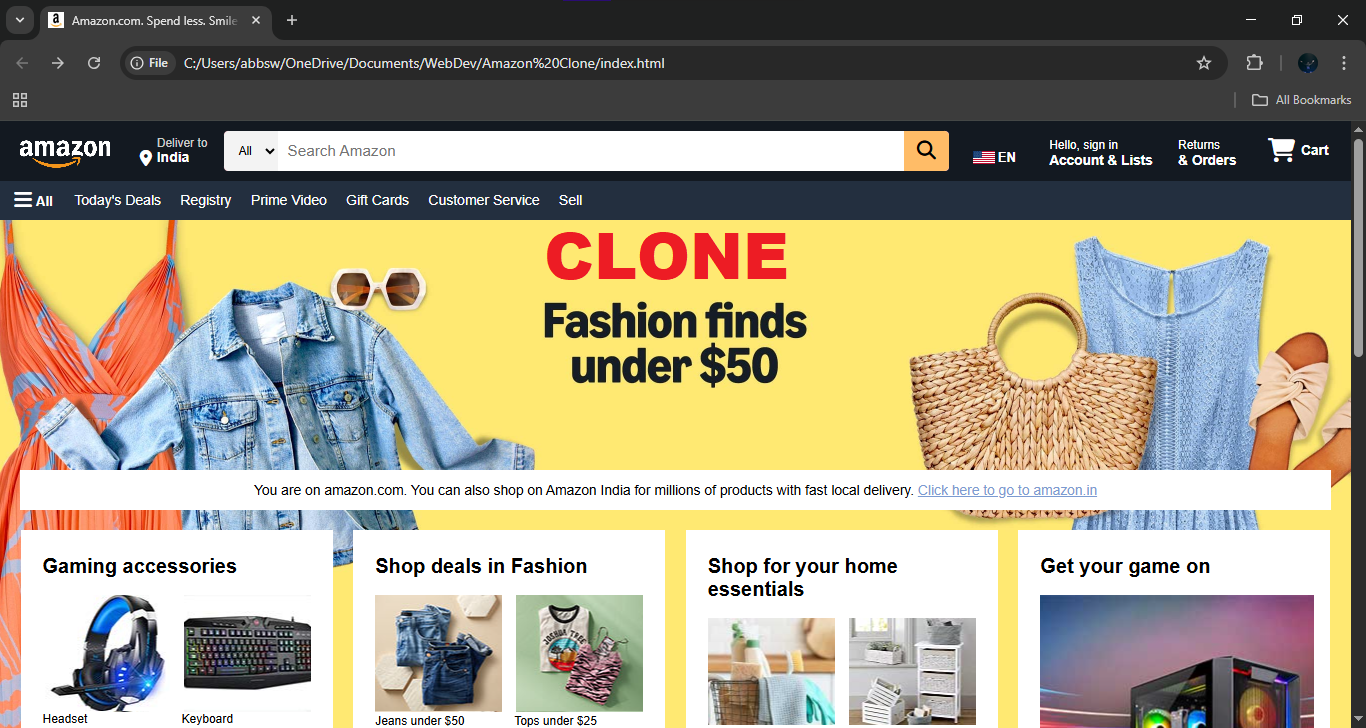 Amazon.com. Spend less. Smile
File
C:/Users/abbsw/OneDrive/Documents/WebDev/Amazon%20Clone/index.html
All Bookmarks
amazon
Deliver to
India
All
Search Amazon
EN
Hello, sign in
Account & Lists
Returns
& Orders
Cart
All
Today's Deals
Registry
Prime Video
Gift Cards
Customer Service
Sell
CLONE
Fashion finds
under $50
You are on amazon.com. You can also shop on Amazon India for millions of products with fast local delivery. Click here to go to amazon.in
Gaming accessories
Headset
Keyboard
Shop deals in Fashion
JOSHUA TREE
Jeans under $50
Tops under $25
Shop for your home
essentials
Get your game on